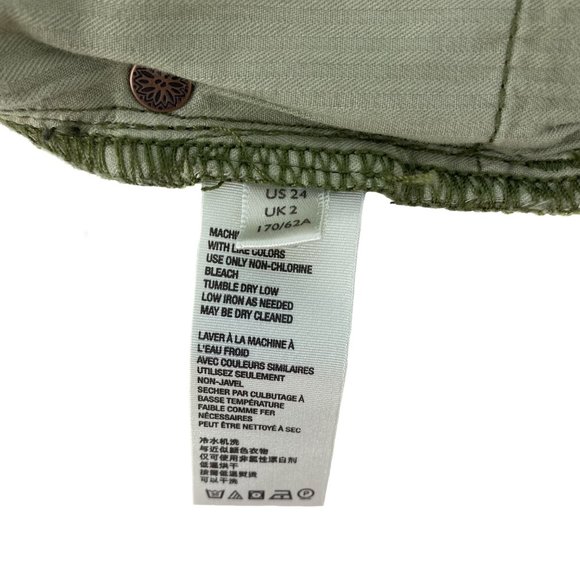 US 24
UK 2
170/62A
MACHI
WITH LIKE COLORS
USE ONLY NON-CHLORINE
BLEACH
TUMBLE DRY LOW
LOW IRON AS NEEDED
MAY BE DRY CLEANED
LAVER À LA MACHINE À
L'EAU FROID
AVEC COULEURS SIMILAIRES
UTILISEZ SEULEMENT
NON-JAVEL
SECHER PAR CULBUTAGE À
BASSE TEMPÉRATURE
FAIBLE COMME FER
NÉCESSAIRES
PEUT ÊTRE NETTOYÉ À SEC
冷水机洗
与近似颜色衣物
仅可使用非氯性漂白剂
低温烘干
按需低温熨烫
可以干洗